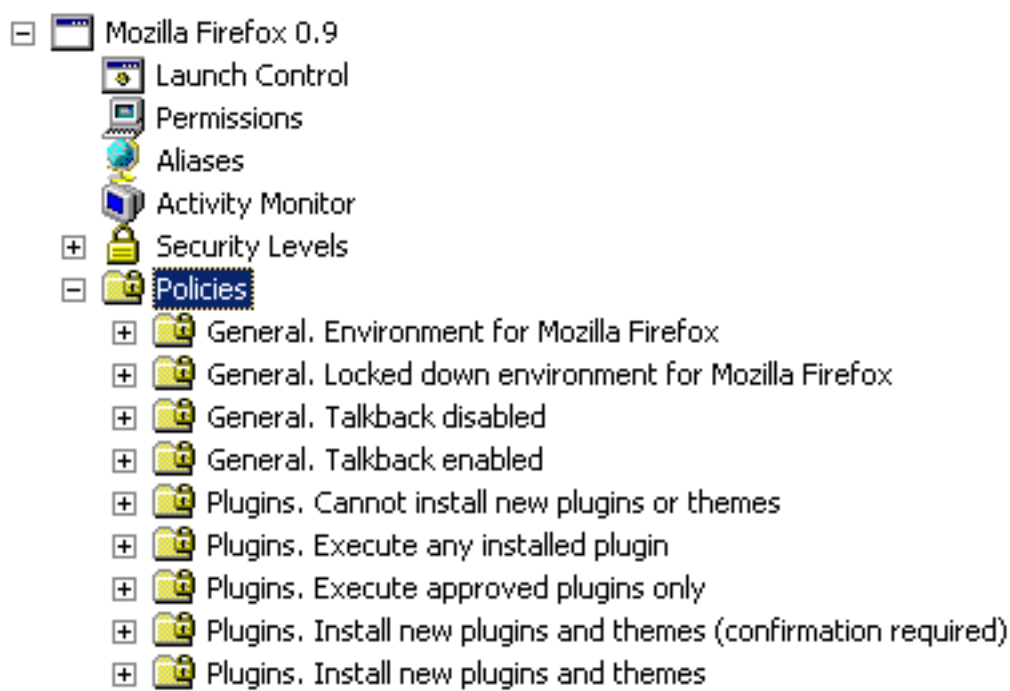 Mozilla Firefox 0.9
Launch Control
Permissions
Aliases
Activity Monitor
Security Levels
Policies
General. Environment for Mozilla Firefox
General. Locked down environment for Mozilla Firefox
General. Talkback disabled
General. Talkback enabled
Plugins. Cannot install new plugins or themes
Plugins. Execute any installed plugin
Plugins. Execute approved plugins only
Plugins. Install new plugins and themes (confirmation required)
Plugins. Install new plugins and themes